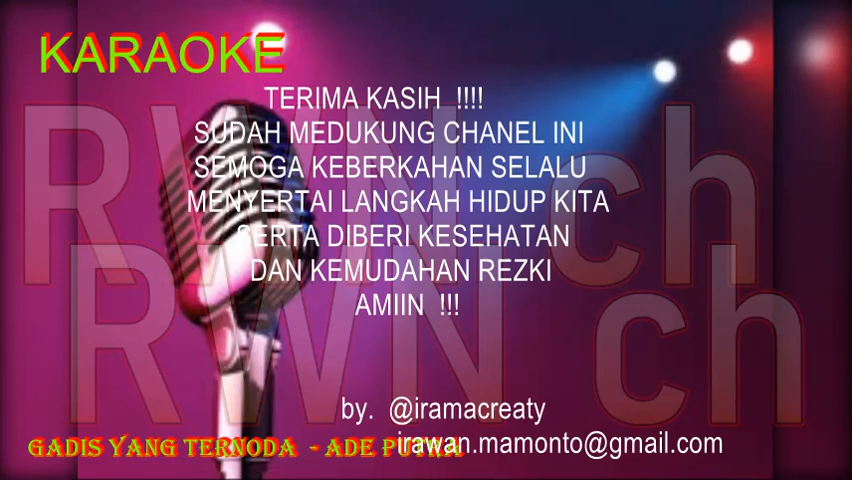 KARAOKE
TERIMA KASIH !!!!
SUDAH MEDUKUNG CHANEL INI
SEMOGA KEBERKAHAN SELALU
MENYERTAI LANGKAH HIDUP KITA
SERTA DIBERI KESEHATAN
DAN KEMUDAHAN REZKI
AMIIN !!!
RWN ch
RWN ch
by. @iramacreaty
GADIS YANG TERNODA - ADE PUTRA
irawan.mamonto@gmail.com